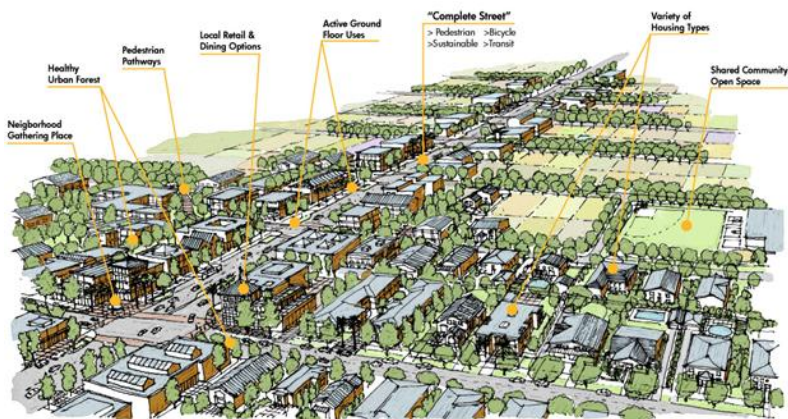 "Complete Street"
> Pedestrian >Bicycle
>Sustainable >Transit
Variety of
Housing Types
Active Ground
Floor Uses
Local Retail &
Dining Options
Pedestrian
Pathways
Healthy
Urban Forest
Shared Community
Open Space
Neigborhood
Gathering Place